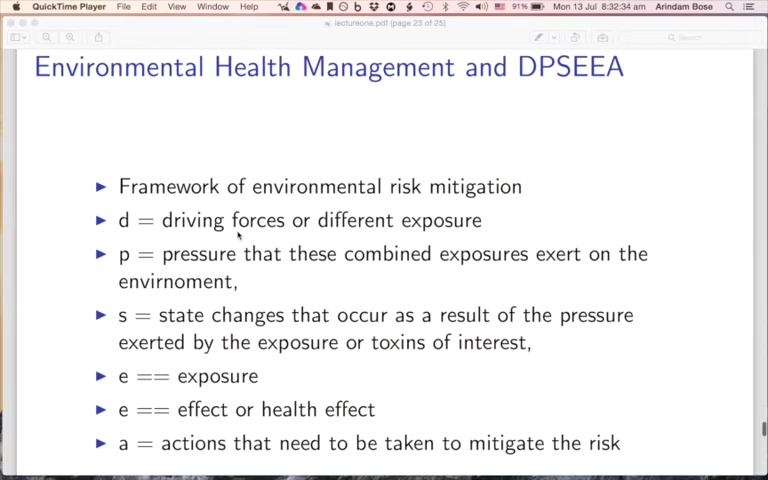 QuickTime Player File Edit View Window Help 91% Mon 13 Jul 8:32:34 am Arindam Bose
lectureone.pdf (page 23 of 25)
Search
Environmental Health Management and DPSEEA
Framework of environmental risk mitigation
d = driving forces or different exposure
p = pressure that these combined exposures exert on the
envirnoment,
s = state changes that occur as a result of the pressure
exerted by the exposure or toxins of interest,
e == exposure
e == effect or health effect
a = actions that need to be taken to mitigate the risk